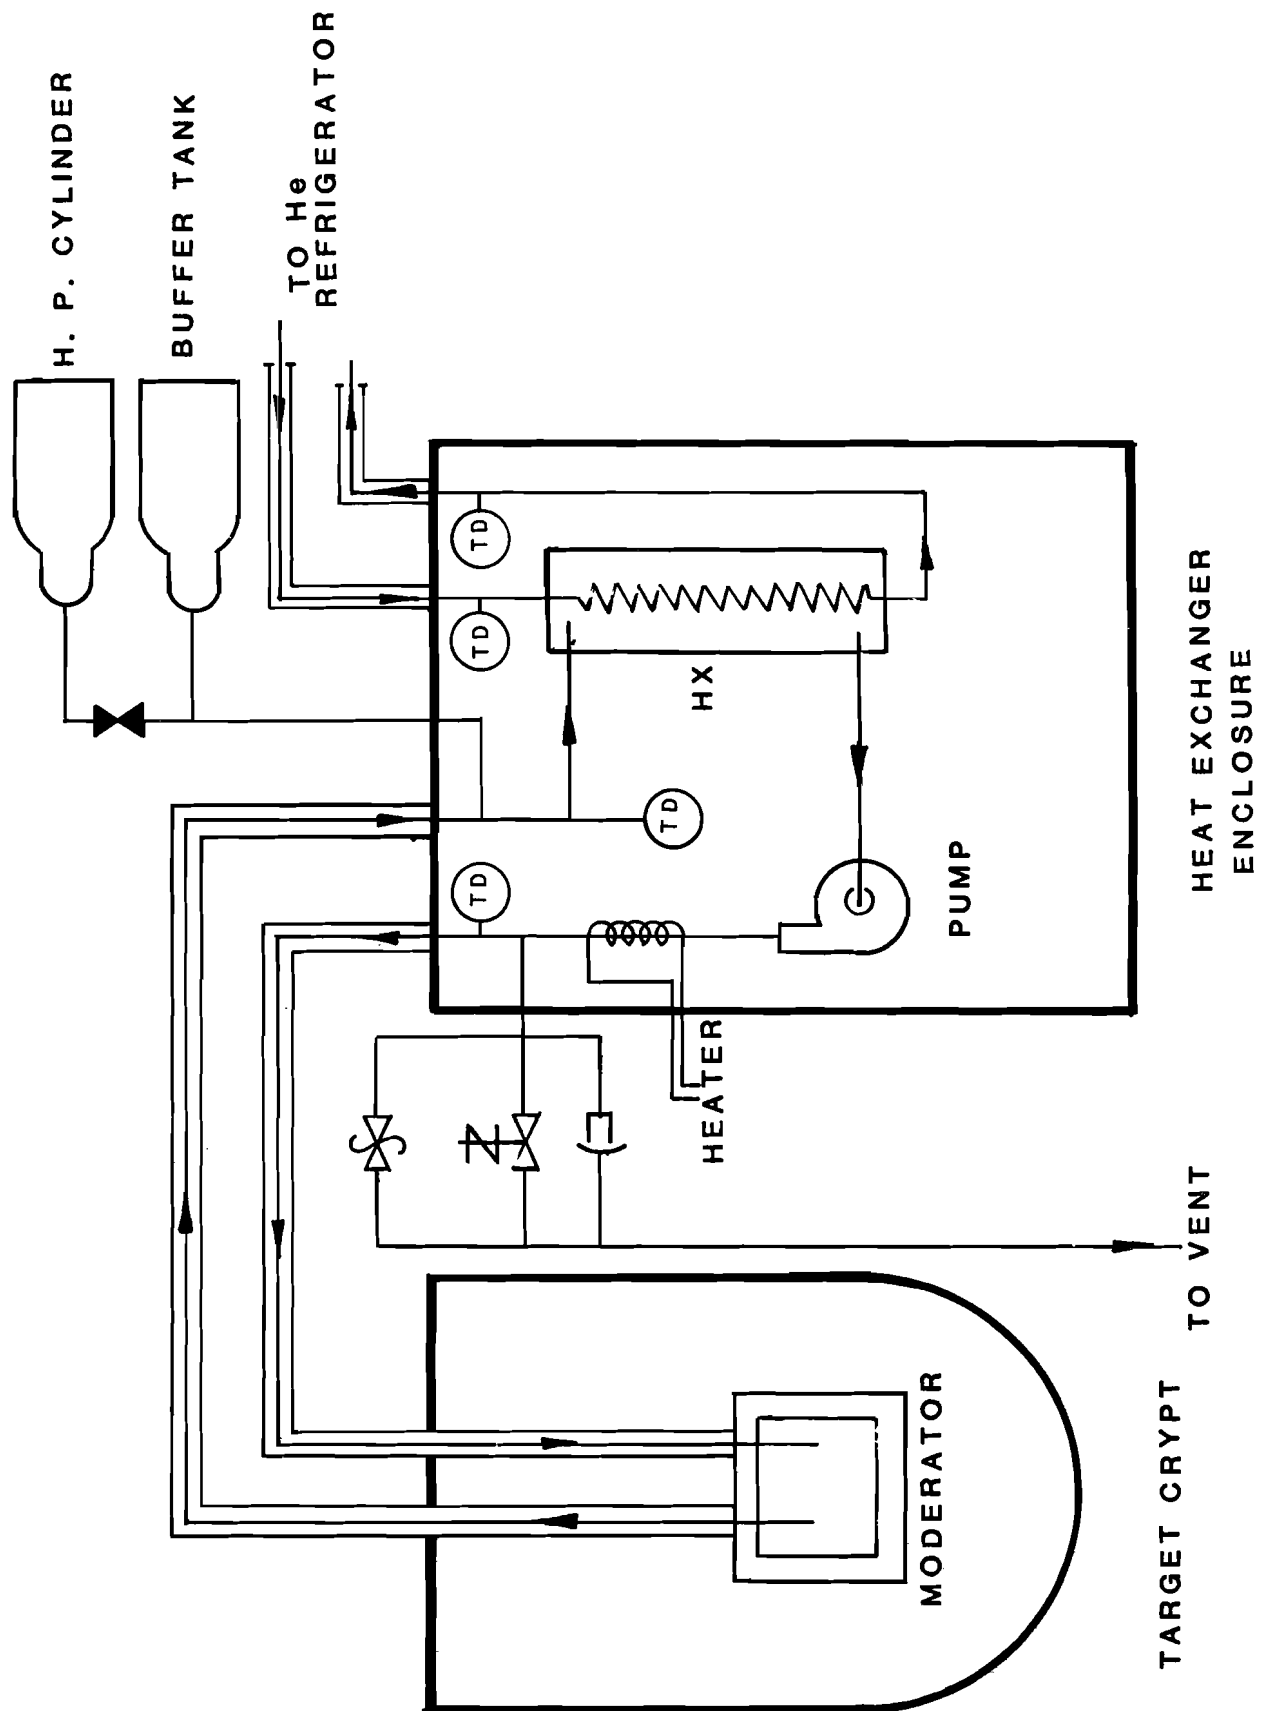 H. P. CYLINDER
BUFFER TANK
TO He
REFRIGERATOR
TD
TD
TD
TD
HX
PUMP
HEATER
MODERATOR
TARGET CRYPT
TO VENT
HEAT EXCHANGER
ENCLOSURE